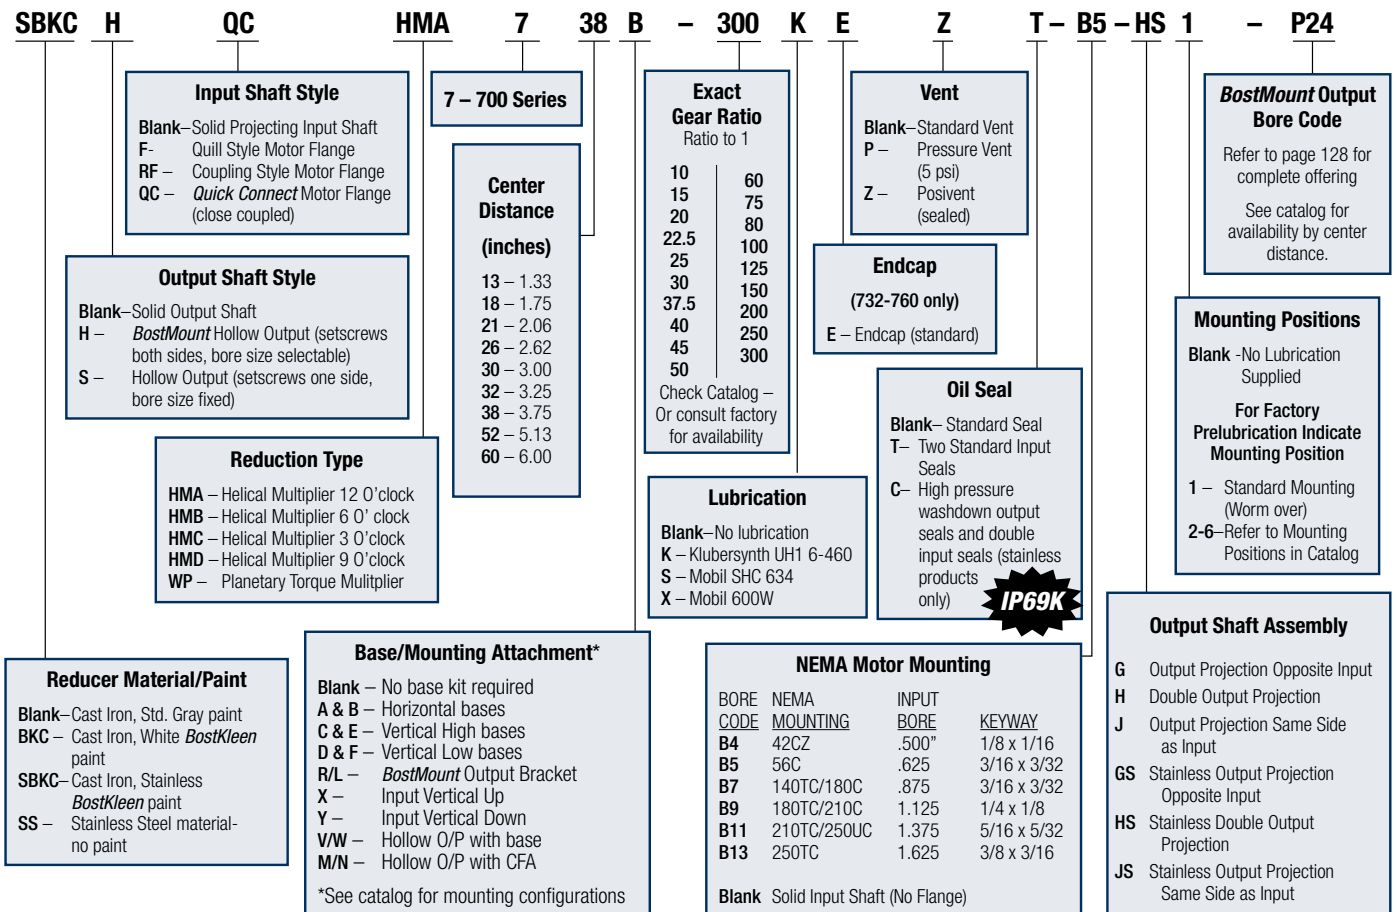 SBKC H QC HMA 7 38 B – 300 K E Z T – B5 – HS 1 – P24
Input Shaft Style
Blank–Solid Projecting Input Shaft
F- Quill Style Motor Flange
RF – Coupling Style Motor Flange
QC – Quick Connect Motor Flange
(close coupled)
7 – 700 Series
Center
Distance
(inches)
13 – 1.33
18 – 1.75
21 – 2.06
26 – 2.62
30 – 3.00
32 – 3.25
38 – 3.75
52 – 5.13
60 – 6.00
Exact
Gear Ratio
Ratio to 1
10
15
20
22.5
25
30
37.5
40
45
50
60
75
80
100
125
150
200
250
300
Check Catalog –
Or consult factory
for availability
Vent
Blank–Standard Vent
P – Pressure Vent
(5 psi)
Z – Posivent
(sealed)
BostMount Output
Bore Code
Refer to page 128 for
complete offering
See catalog for
availability by center
distance.
Output Shaft Style
Blank–Solid Output Shaft
H – BostMount Hollow Output (setscrews
both sides, bore size selectable)
S – Hollow Output (setscrews one side,
bore size fixed)
Endcap
(732-760 only)
E – Endcap (standard)
Mounting Positions
Blank -No Lubrication
Supplied
For Factory
Prelubrication Indicate
Mounting Position
1 – Standard Mounting
(Worm over)
2-6–Refer to Mounting
Positions in Catalog
Oil Seal
Blank– Standard Seal
T– Two Standard Input
Seals
C– High pressure
washdown output
seals and double
input seals (stainless
products
only)
IP69K
Reduction Type
HMA – Helical Multiplier 12 O'clock
HMB – Helical Multiplier 6 O' clock
HMC – Helical Multiplier 3 O'clock
HMD – Helical Multiplier 9 O'clock
WP – Planetary Torque Mulitplier
Lubrication
Blank–No lubrication
K – Klubersynth UH1 6-460
S – Mobil SHC 634
X – Mobil 600W
Reducer Material/Paint
Blank–Cast Iron, Std. Gray paint
BKC – Cast Iron, White BostKleen
paint
SBKC–Cast Iron, Stainless
BostKleen paint
SS – Stainless Steel material-
no paint
Base/Mounting Attachment*
Blank – No base kit required
A & B – Horizontal bases
C & E – Vertical High bases
D & F – Vertical Low bases
R/L – BostMount Output Bracket
X – Input Vertical Up
Y – Input Vertical Down
V/W – Hollow O/P with base
M/N – Hollow O/P with CFA
*See catalog for mounting configurations
NEMA Motor Mounting
BORE NEMA INPUT
CODE MOUNTING BORE KEYWAY
B4 42CZ .500" 1/8 x 1/16
B5 56C .625 3/16 x 3/32
B7 140TC/180C .875 3/16 x 3/32
B9 180TC/210C 1.125 1/4 x 1/8
B11 210TC/250UC 1.375 5/16 x 5/32
B13 250TC 1.625 3/8 x 3/16
Blank Solid Input Shaft (No Flange)
Output Shaft Assembly
G Output Projection Opposite Input
H Double Output Projection
J Output Projection Same Side
as Input
GS Stainless Output Projection
Opposite Input
HS Stainless Double Output
Projection
JS Stainless Output Projection
Same Side as Input